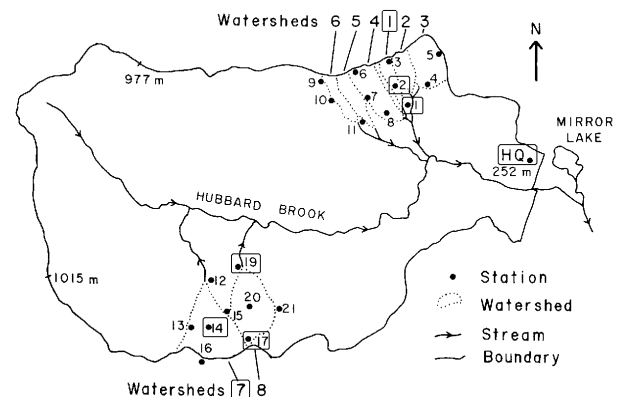 Watersheds 6 5 4 1 2 3
N
977 m
5
3
6
9
2
4
7
10
1
8
11
MIRROR
LAKE
HQ
252 m
HUBBARD BROOK
1015 m
19
12
20
21
15
13
14
17
16
Station
Watershed
Stream
Boundary
Watersheds 7 8